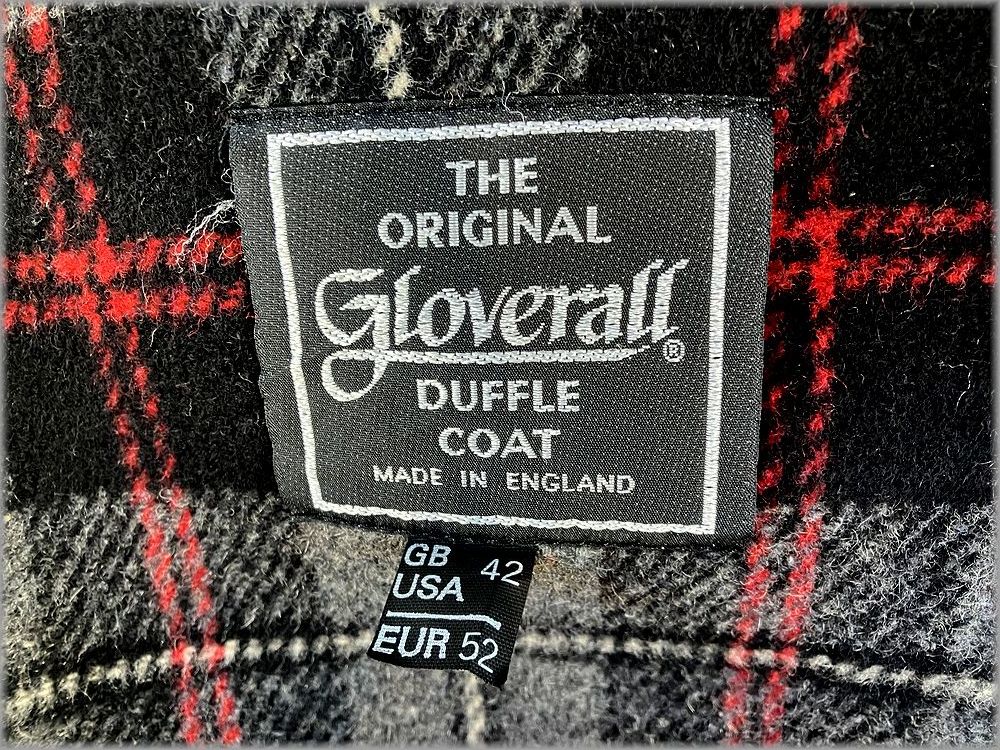 THE
ORIGINAL
Gloverall®
DUFFLE
COAT
MADE IN ENGLAND
GB 42
USA
EUR 52